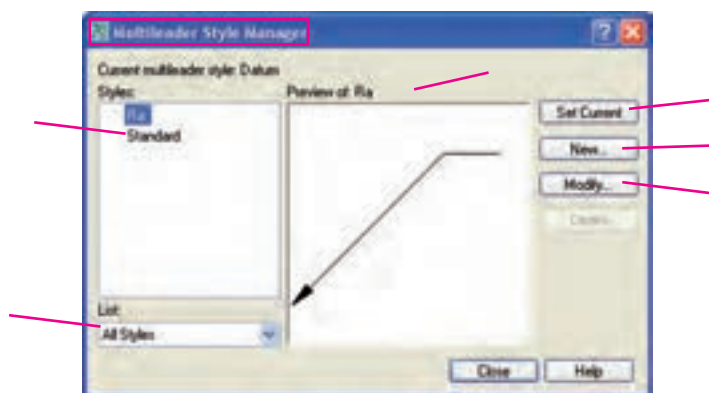 Multileader Style Manager
Current multileader style: Datum
Styles:
Preview of: Ra
Ra
Standard
Set Current
New...
Modify...
List:
All Styles
Close
Help